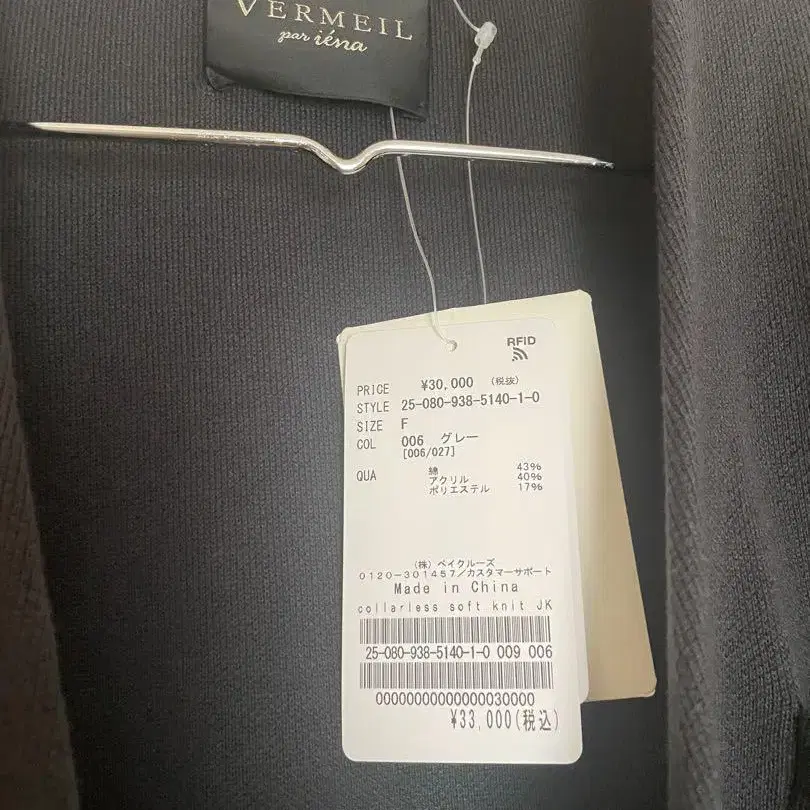 VERMEIL
par iéna
RFID
PRICE ¥30,000 (税抜)
STYLE 25-080-938-5140-1-0
SIZE F
COL 006 グレー
[006/027]
QUA 綿 43%
アクリル 40%
ポリエステル 17%
(株)ベイクルーズ
0120-301457/カスタマーサポート
Made in China
collarless soft knit JK
25-080-938-5140-1-0 009 006
00000000000000030000
¥33,000(税込)